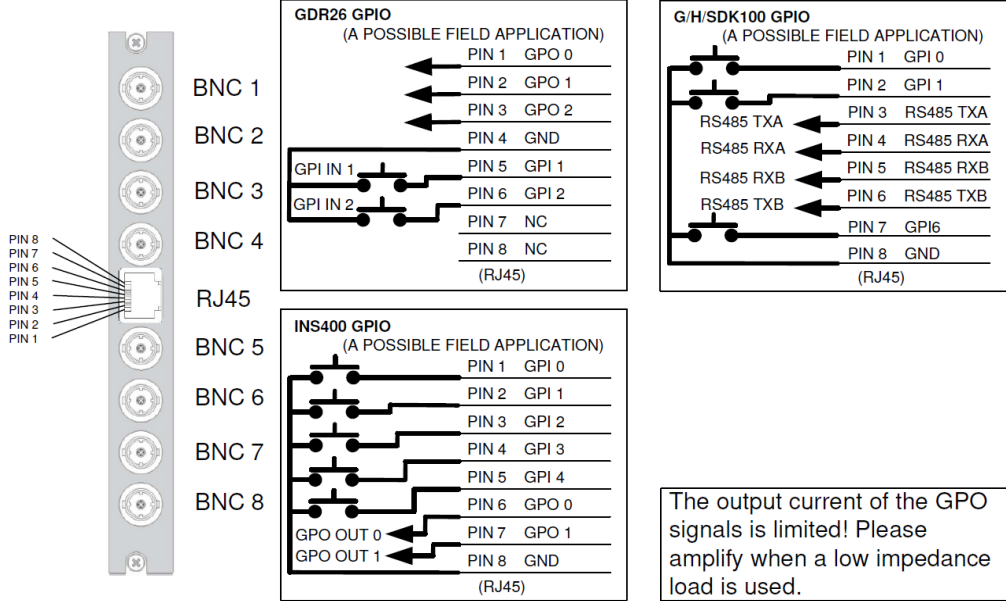 BNC 1
BNC 2
BNC 3
BNC 4
RJ45
BNC 5
BNC 6
BNC 7
BNC 8
PIN 8
PIN 7
PIN 6
PIN 5
PIN 4
PIN 3
PIN 2
PIN 1
GDR26 GPIO
(A POSSIBLE FIELD APPLICATION)
PIN 1 GPO 0
PIN 2 GPO 1
PIN 3 GPO 2
PIN 4 GND
GPI IN 1 PIN 5 GPI 1
GPI IN 2 PIN 6 GPI 2
PIN 7 NC
PIN 8 NC
(RJ45)
INS400 GPIO
(A POSSIBLE FIELD APPLICATION)
PIN 1 GPI 0
PIN 2 GPI 1
PIN 3 GPI 2
PIN 4 GPI 3
PIN 5 GPI 4
PIN 6 GPO 0
GPO OUT 0 PIN 7 GPO 1
GPO OUT 1 PIN 8 GND
(RJ45)
G/H/SDK100 GPIO
(A POSSIBLE FIELD APPLICATION)
PIN 1 GPI 0
PIN 2 GPI 1
RS485 TXA PIN 3 RS485 TXA
RS485 RXA PIN 4 RS485 RXA
RS485 RXB PIN 5 RS485 RXB
RS485 TXB PIN 6 RS485 TXB
PIN 7 GPI6
PIN 8 GND
(RJ45)
The output current of the GPO
signals is limited! Please
amplify when a low impedance
load is used.